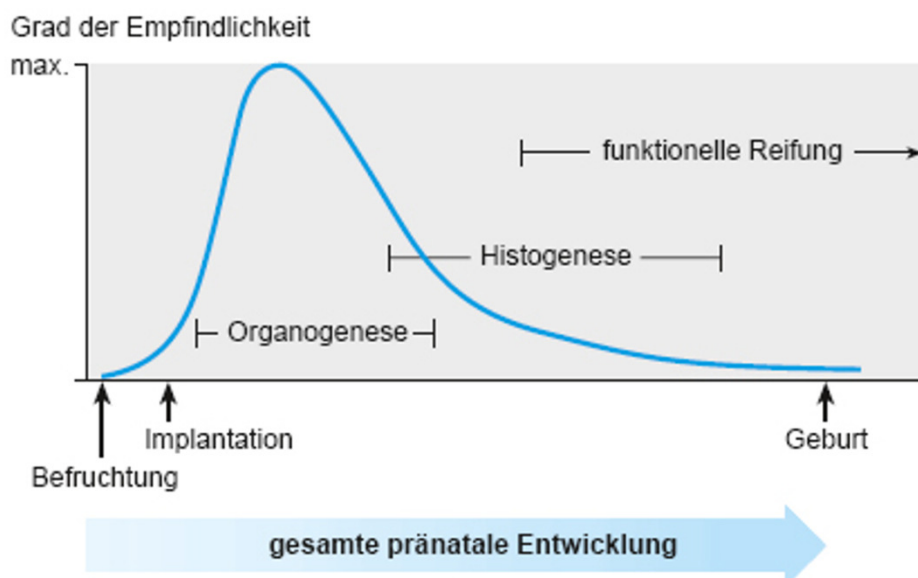 Grad der Empfindlichkeit
max.
funktionelle Reifung
Histogenese
Organogenese
Implantation
Geburt
Befruchtung
gesamte pränatale Entwicklung